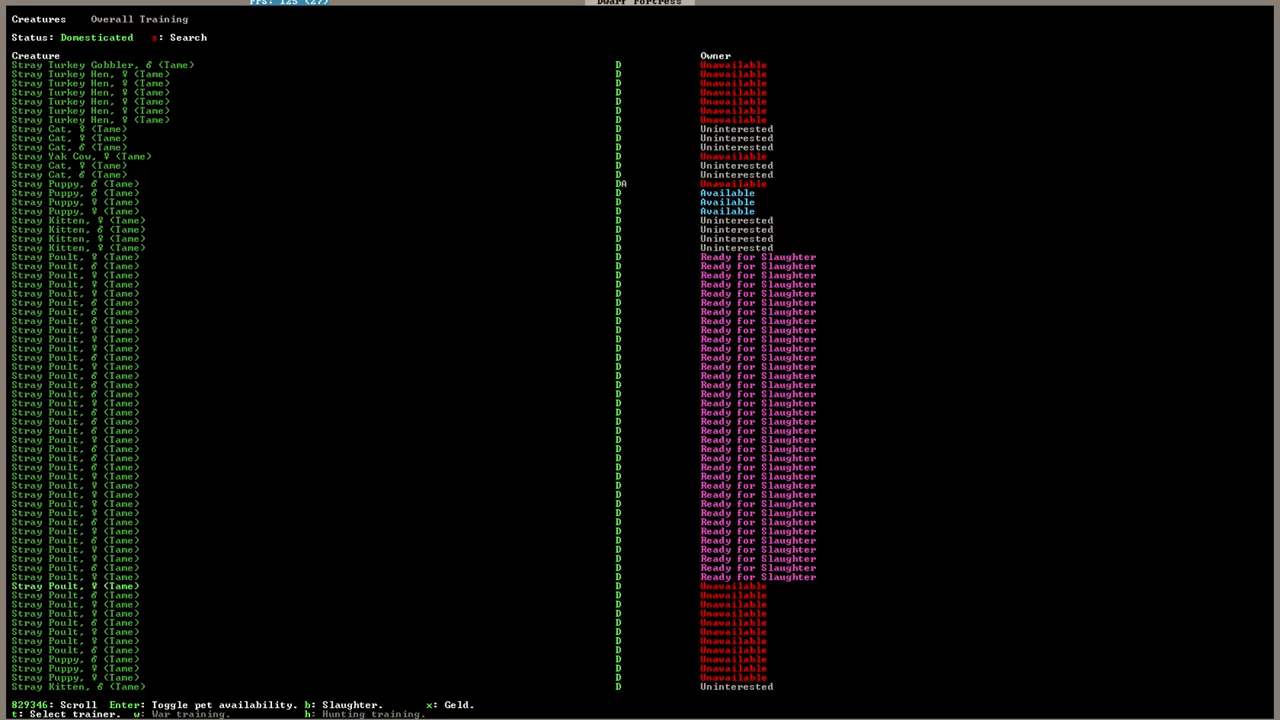 FPS: 125 (27) Dwarf Fortress
Creatures Overall Training
Status: Domesticated s: Search
Creature Owner
Stray Turkey Gobbler, ♂ (Tame) D Unavailable
Stray Turkey Hen, ♀ (Tame) D Unavailable
Stray Turkey Hen, ♀ (Tame) D Unavailable
Stray Turkey Hen, ♀ (Tame) D Unavailable
Stray Turkey Hen, ♀ (Tame) D Unavailable
Stray Turkey Hen, ♀ (Tame) D Unavailable
Stray Turkey Hen, ♀ (Tame) D Unavailable
Stray Cat, ♀ (Tame) D Uninterested
Stray Cat, ♀ (Tame) D Uninterested
Stray Cat, ♂ (Tame) D Uninterested
Stray Yak Cow, ♀ (Tame) D Unavailable
Stray Cat, ♀ (Tame) D Uninterested
Stray Cat, ♂ (Tame) D Uninterested
Stray Puppy, ♂ (Tame) DA Unavailable
Stray Puppy, ♂ (Tame) D Available
Stray Puppy, ♀ (Tame) D Available
Stray Puppy, ♀ (Tame) D Available
Stray Kitten, ♀ (Tame) D Uninterested
Stray Kitten, ♂ (Tame) D Uninterested
Stray Kitten, ♀ (Tame) D Uninterested
Stray Kitten, ♀ (Tame) D Uninterested
Stray Poult, ♀ (Tame) D Ready for Slaughter
Stray Poult, ♂ (Tame) D Ready for Slaughter
Stray Poult, ♀ (Tame) D Ready for Slaughter
Stray Poult, ♀ (Tame) D Ready for Slaughter
Stray Poult, ♀ (Tame) D Ready for Slaughter
Stray Poult, ♂ (Tame) D Ready for Slaughter
Stray Poult, ♂ (Tame) D Ready for Slaughter
Stray Poult, ♂ (Tame) D Ready for Slaughter
Stray Poult, ♀ (Tame) D Ready for Slaughter
Stray Poult, ♀ (Tame) D Ready for Slaughter
Stray Poult, ♂ (Tame) D Ready for Slaughter
Stray Poult, ♂ (Tame) D Ready for Slaughter
Stray Poult, ♀ (Tame) D Ready for Slaughter
Stray Poult, ♂ (Tame) D Ready for Slaughter
Stray Poult, ♂ (Tame) D Ready for Slaughter
Stray Poult, ♂ (Tame) D Ready for Slaughter
Stray Poult, ♀ (Tame) D Ready for Slaughter
Stray Poult, ♂ (Tame) D Ready for Slaughter
Stray Poult, ♂ (Tame) D Ready for Slaughter
Stray Poult, ♂ (Tame) D Ready for Slaughter
Stray Poult, ♀ (Tame) D Ready for Slaughter
Stray Poult, ♂ (Tame) D Ready for Slaughter
Stray Poult, ♀ (Tame) D Ready for Slaughter
Stray Poult, ♂ (Tame) D Ready for Slaughter
Stray Poult, ♀ (Tame) D Ready for Slaughter
Stray Poult, ♀ (Tame) D Ready for Slaughter
Stray Poult, ♀ (Tame) D Ready for Slaughter
Stray Poult, ♀ (Tame) D Ready for Slaughter
Stray Poult, ♀ (Tame) D Ready for Slaughter
Stray Poult, ♂ (Tame) D Ready for Slaughter
Stray Poult, ♀ (Tame) D Ready for Slaughter
Stray Poult, ♂ (Tame) D Ready for Slaughter
Stray Poult, ♀ (Tame) D Ready for Slaughter
Stray Poult, ♂ (Tame) D Ready for Slaughter
Stray Poult, ♂ (Tame) D Ready for Slaughter
Stray Poult, ♀ (Tame) D Ready for Slaughter
Stray Poult, ♀ (Tame) D Unavailable
Stray Poult, ♂ (Tame) D Unavailable
Stray Poult, ♀ (Tame) D Unavailable
Stray Poult, ♀ (Tame) D Unavailable
Stray Poult, ♂ (Tame) D Unavailable
Stray Poult, ♀ (Tame) D Unavailable
Stray Poult, ♀ (Tame) D Unavailable
Stray Poult, ♂ (Tame) D Unavailable
Stray Puppy, ♂ (Tame) D Unavailable
Stray Puppy, ♀ (Tame) D Unavailable
Stray Puppy, ♀ (Tame) D Unavailable
Stray Kitten, ♂ (Tame) D Uninterested
829346: Scroll Enter: Toggle pet availability. b: Slaughter. x: Geld.
t: Select trainer. w: War training. h: Hunting training.